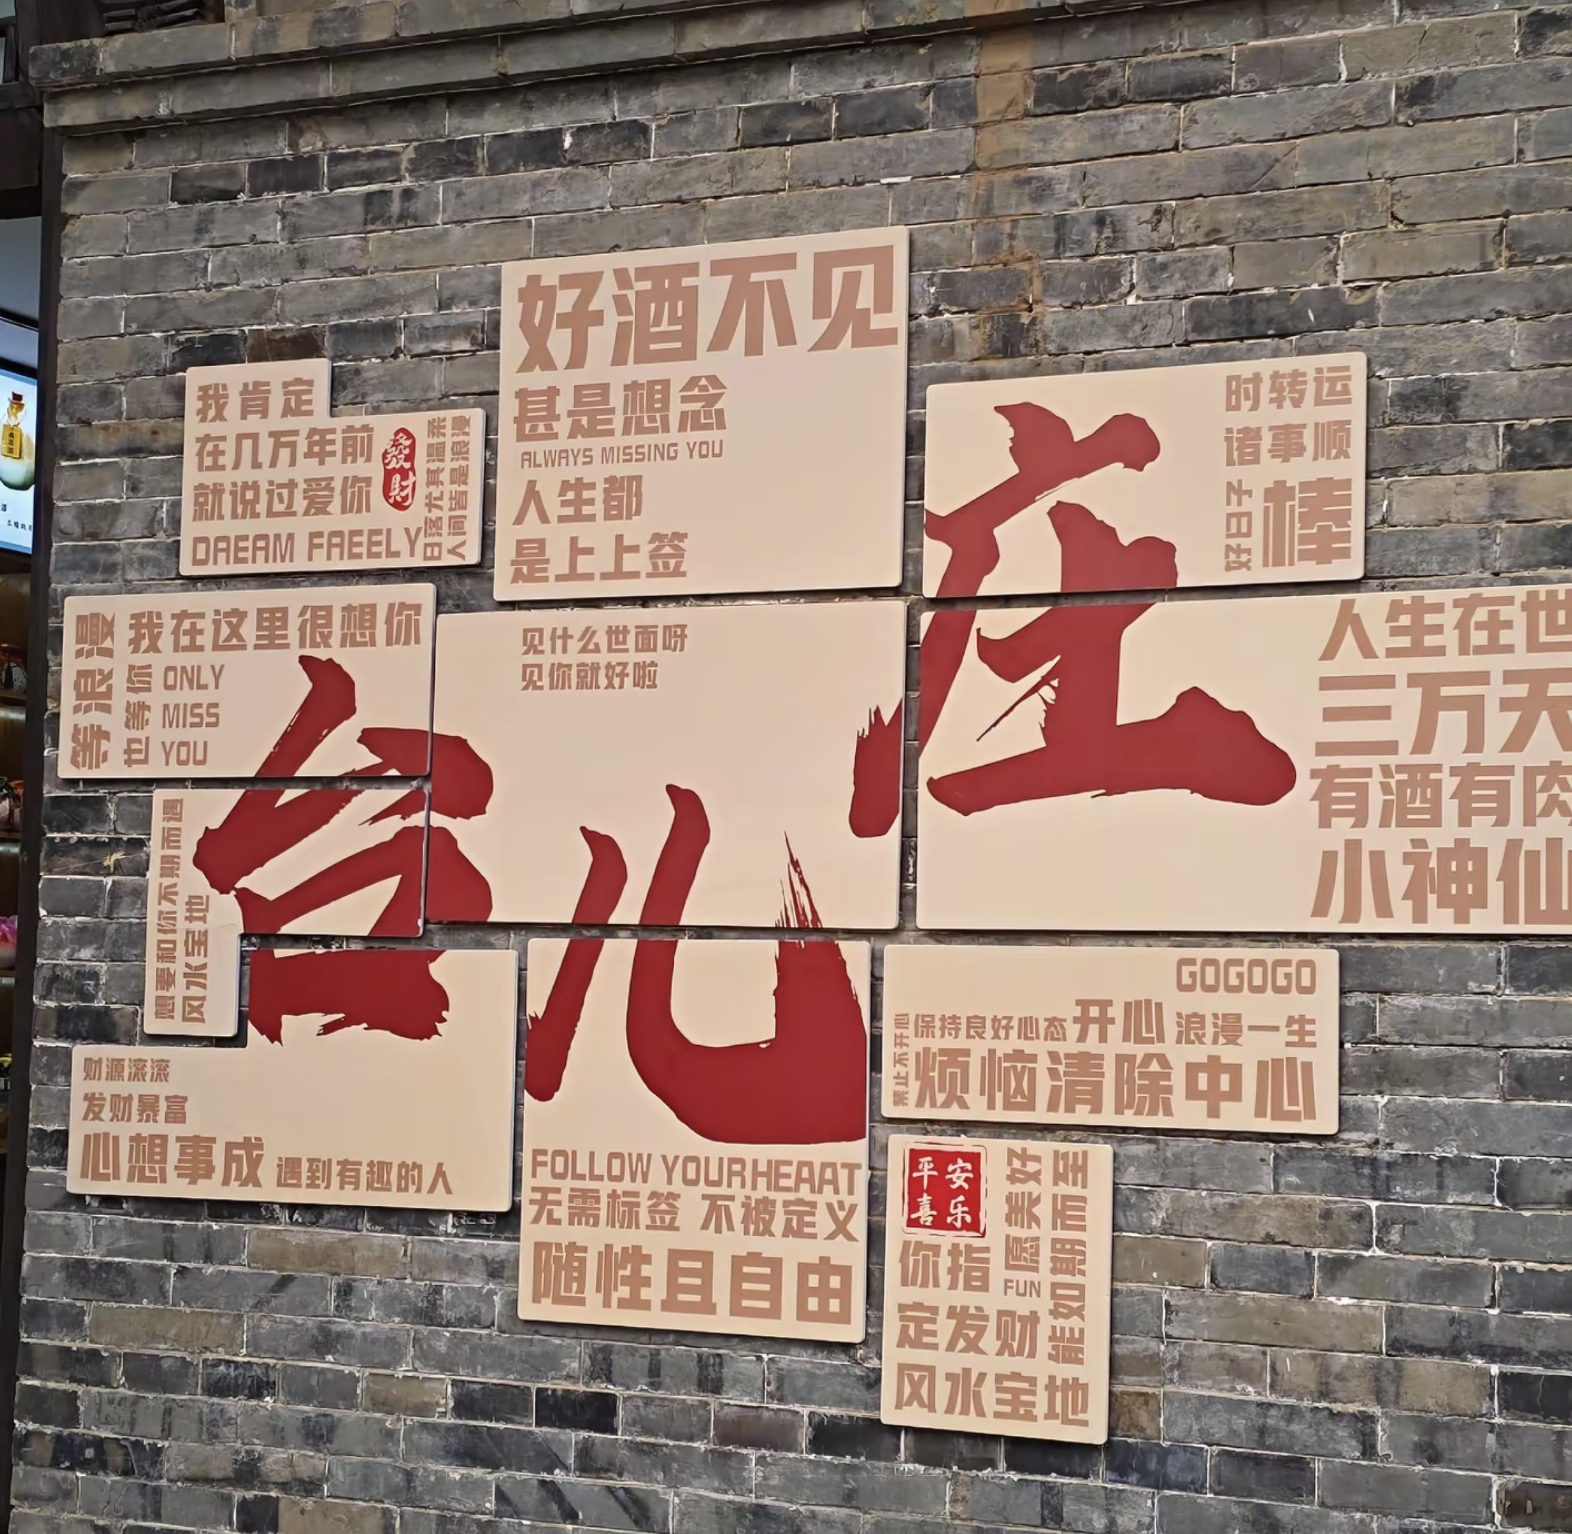 好酒不见
甚是想念
ALWAYS MISSING YOU
人生都
是上上签
我肯定
在几万年前
就说过爱你
DAEAM FAEELY
發財
日落尤其温柔
人间皆是浪漫
时转运
诸事顺
好日子
棒
等浪漫
也等你
我在这里很想你
ONLY
MISS
YOU
见什么世面呀
见你就好啦
人生在世
三万天
有酒有肉
小神仙
台儿庄
想要和你不期而遇
风水宝地
财源滚滚
发财暴富
心想事成 遇到有趣的人
FOLLOW YOUR HEAAT
无需标签 不被定义
随性且自由
GOGOGO
禁止不开心
保持良好心态 开心 浪漫一生
烦恼清除中心
平安
喜乐
愿美好
FUN
能如期而至
你指
定发财
风水宝地